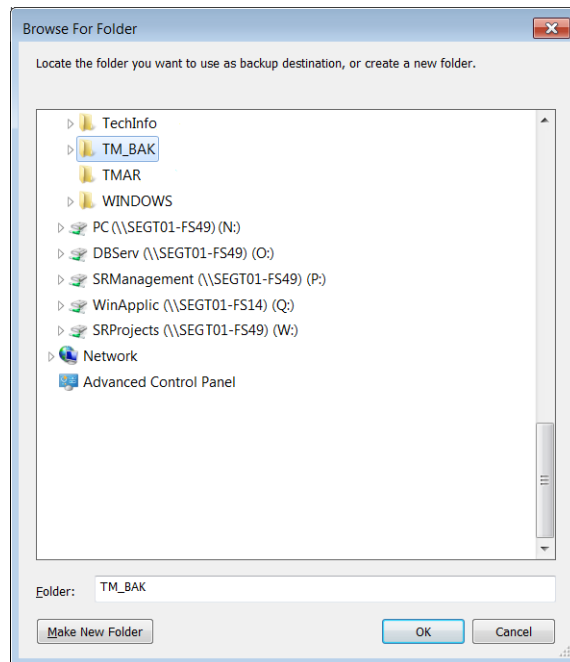 Browse For Folder
Locate the folder you want to use as backup destination, or create a new folder.
TechInfo
TM_BAK
TMAR
WINDOWS
PC (\\SEGT01-FS49) (N:)
DBServ (\\SEGT01-FS49) (O:)
SRManagement (\\SEGT01-FS49) (P:)
WinApplic (\\SEGT01-FS14) (Q:)
SRProjects (\\SEGT01-FS49) (W:)
Network
Advanced Control Panel
Folder: TM_BAK
Make New Folder OK Cancel